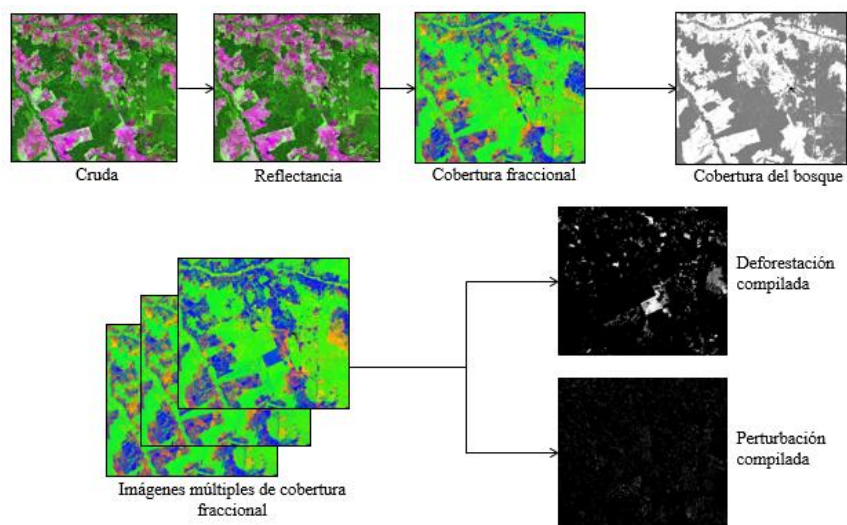 Cruda
Reflectancia
Cobertura fraccional
Cobertura del bosque
Deforestación
compilada
Perturbación
compilada
Imágenes múltiples de cobertura
fraccional